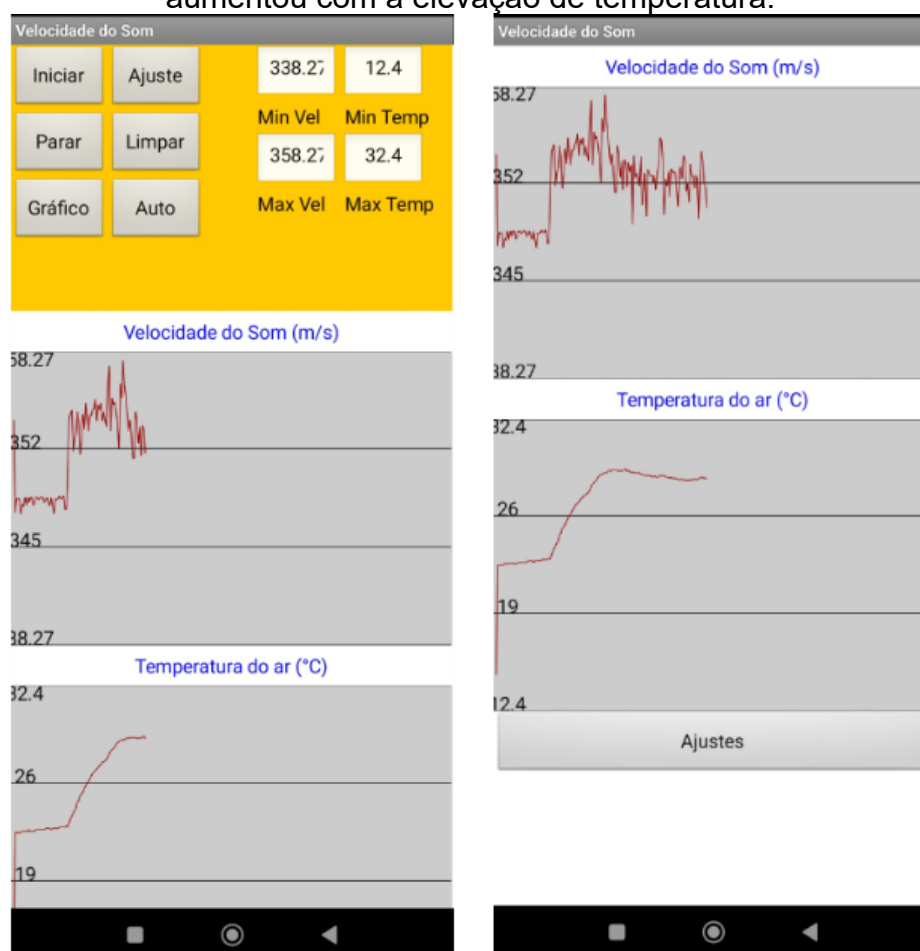 aumentou com a elevação de temperatura.
Velocidade do Som
Iniciar Ajuste
338.27 12.4
Min Vel Min Temp
Parar Limpar
358.27 32.4
Max Vel Max Temp
Gráfico Auto
Velocidade do Som (m/s)
58.27
352
345
38.27
Temperatura do ar (°C)
32.4
26
19
Velocidade do Som
Velocidade do Som (m/s)
58.27
352
345
38.27
Temperatura do ar (°C)
32.4
26
19
12.4
Ajustes